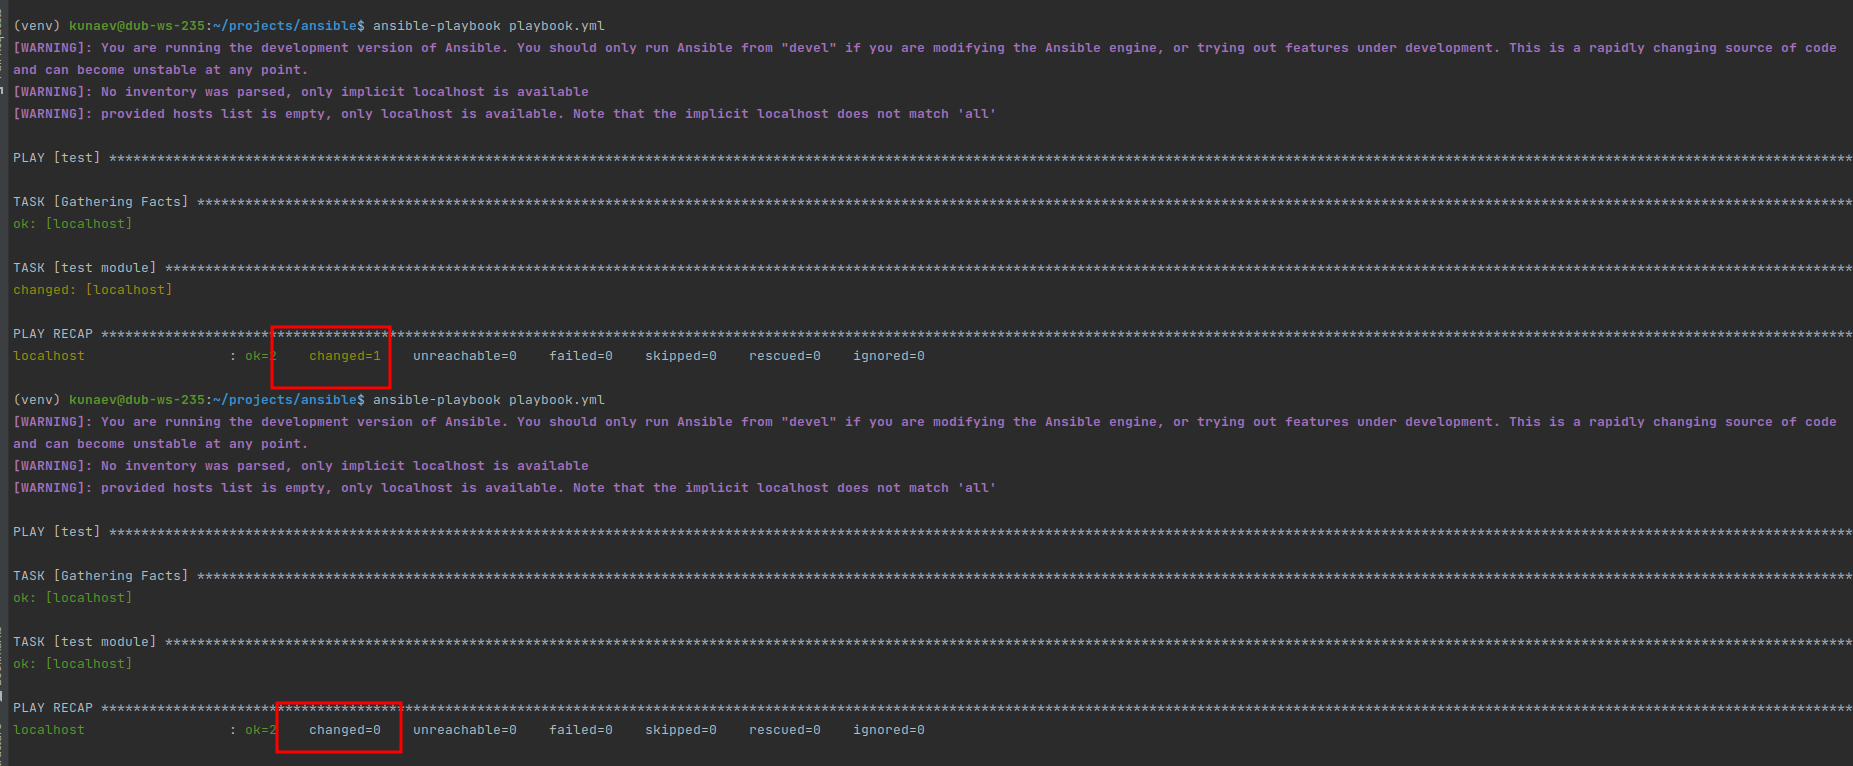 (venv) kunaev@dub-ws-235:~/projects/ansible$ ansible-playbook playbook.yml
[WARNING]: You are running the development version of Ansible. You should only run Ansible from "devel" if you are modifying the Ansible engine, or trying out features under development. This is a rapidly changing source of code
and can become unstable at any point.
[WARNING]: No inventory was parsed, only implicit localhost is available
[WARNING]: provided hosts list is empty, only localhost is available. Note that the implicit localhost does not match 'all'
PLAY [test] ****************************************************************************************************************************************************************************************************************************
TASK [Gathering Facts] *****************************************************************************************************************************************************************************************************************
ok: [localhost]
TASK [test module] *********************************************************************************************************************************************************************************************************************
changed: [localhost]
PLAY RECAP *****************************************************************************************************************************************************************************************************************************
localhost                  : ok=2    changed=1    unreachable=0    failed=0    skipped=0    rescued=0    ignored=0
(venv) kunaev@dub-ws-235:~/projects/ansible$ ansible-playbook playbook.yml
[WARNING]: You are running the development version of Ansible. You should only run Ansible from "devel" if you are modifying the Ansible engine, or trying out features under development. This is a rapidly changing source of code
and can become unstable at any point.
[WARNING]: No inventory was parsed, only implicit localhost is available
[WARNING]: provided hosts list is empty, only localhost is available. Note that the implicit localhost does not match 'all'
PLAY [test] ****************************************************************************************************************************************************************************************************************************
TASK [Gathering Facts] *****************************************************************************************************************************************************************************************************************
ok: [localhost]
TASK [test module] *********************************************************************************************************************************************************************************************************************
ok: [localhost]
PLAY RECAP *****************************************************************************************************************************************************************************************************************************
localhost                  : ok=2    changed=0    unreachable=0    failed=0    skipped=0    rescued=0    ignored=0